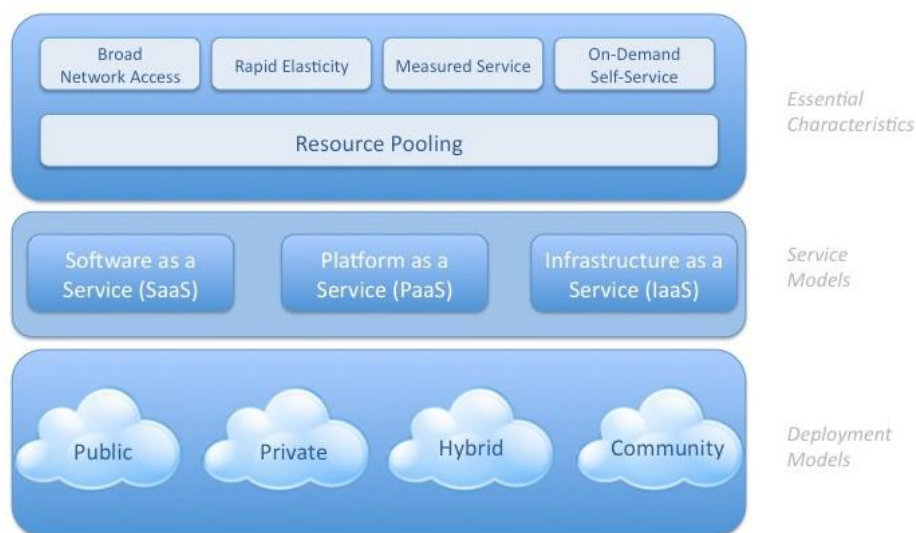 Broad
Network Access
Rapid Elasticity
Measured Service
On-Demand
Self-Service
Resource Pooling
Essential
Characteristics
Software as a
Service (SaaS)
Platform as a
Service (PaaS)
Infrastructure as a
Service (IaaS)
Service
Models
Public
Private
Hybrid
Community
Deployment
Models